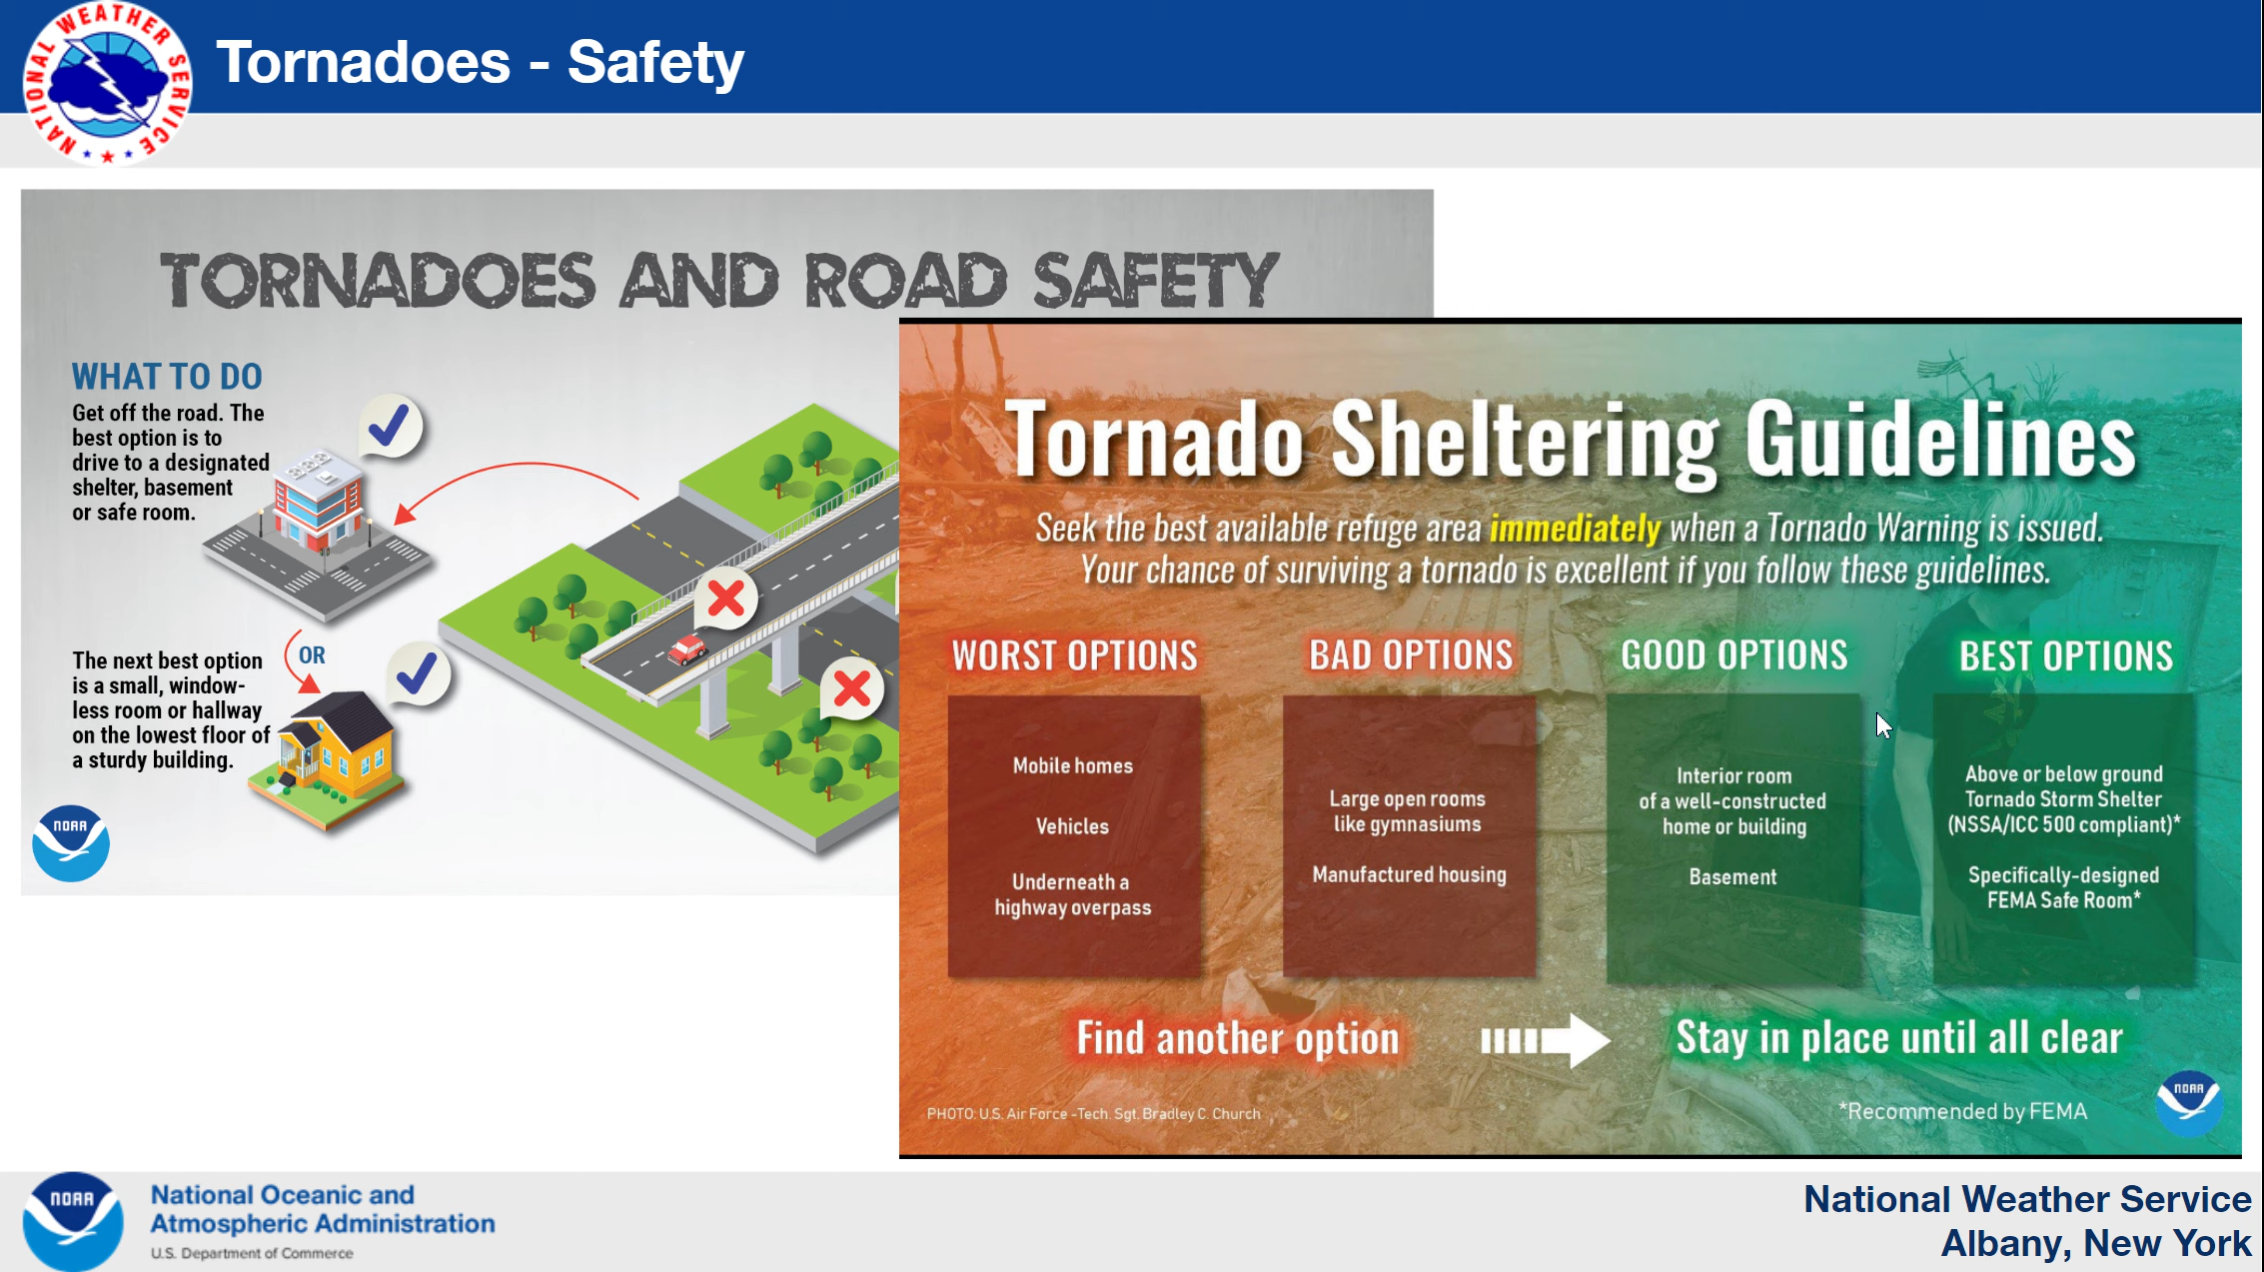 NATIONAL WEATHER SERVICE
Tornadoes - Safety
TORNADOES AND ROAD SAFETY
WHAT TO DO
Get off the road. The
best option is to
drive to a designated
shelter, basement
or safe room.
OR
The next best option
is a small, window-
less room or hallway
on the lowest floor of
a sturdy building.
NOAA
Tornado Sheltering Guidelines
Seek the best available refuge area immediately when a Tornado Warning is issued.
Your chance of surviving a tornado is excellent if you follow these guidelines.
WORST OPTIONS
Mobile homes
Vehicles
Underneath a
highway overpass
BAD OPTIONS
Large open rooms
like gymnasiums
Manufactured housing
GOOD OPTIONS
Interior room
of a well-constructed
home or building
Basement
BEST OPTIONS
Above or below ground
Tornado Storm Shelter
(NSSA/ICC 500 compliant)*
Specifically-designed
FEMA Safe Room*
Find another option
Stay in place until all clear
PHOTO: U.S. Air Force -Tech. Sgt. Bradley C. Church
*Recommended by FEMA
NOAA
NOAA
National Oceanic and
Atmospheric Administration
U.S. Department of Commerce
National Weather Service
Albany, New York